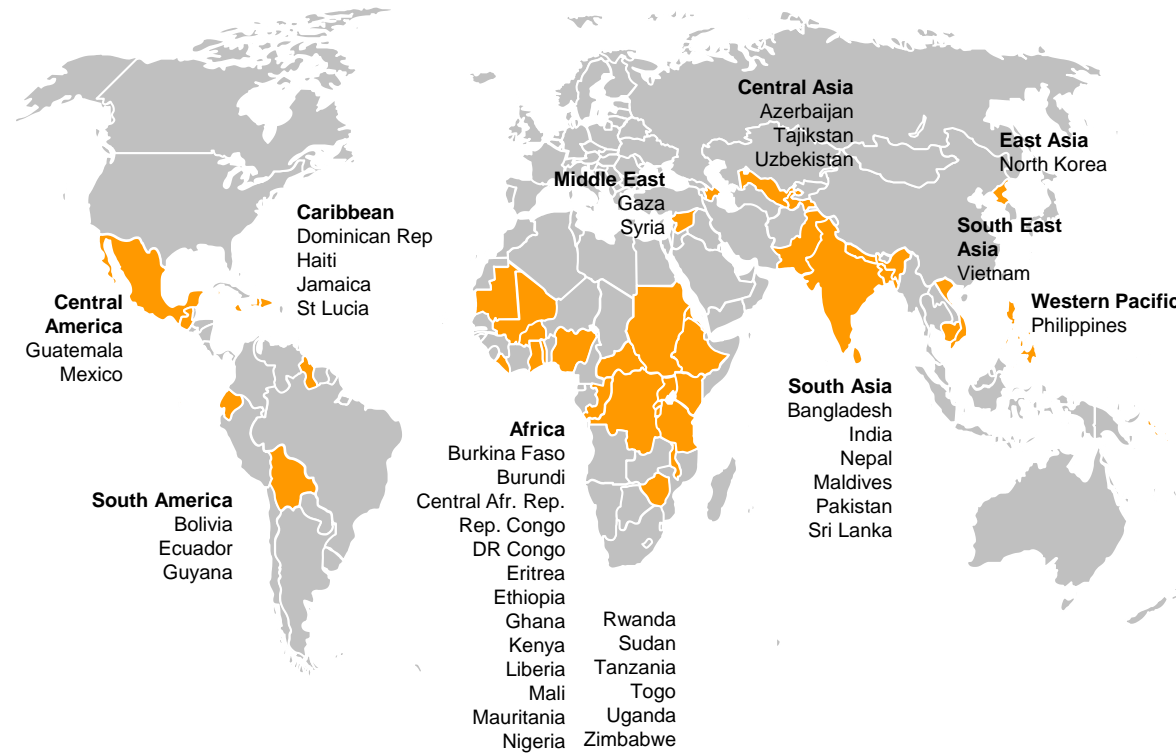 Central Asia
Azerbaijan
Tajikstan
Uzbekistan
East Asia
North Korea
Middle East
Gaza
Syria
Caribbean
Dominican Rep
Haiti
Jamaica
St Lucia
South East
Asia
Vietnam
Central
America
Guatemala
Mexico
Western Pacific
Philippines
South Asia
Bangladesh
India
Nepal
Maldives
Pakistan
Sri Lanka
South America
Bolivia
Ecuador
Guyana
Africa
Burkina Faso
Burundi
Central Afr. Rep.
Rep. Congo
DR Congo
Eritrea
Ethiopia
Ghana
Kenya
Liberia
Mali
Mauritania
Nigeria
Rwanda
Sudan
Tanzania
Togo
Uganda
Zimbabwe